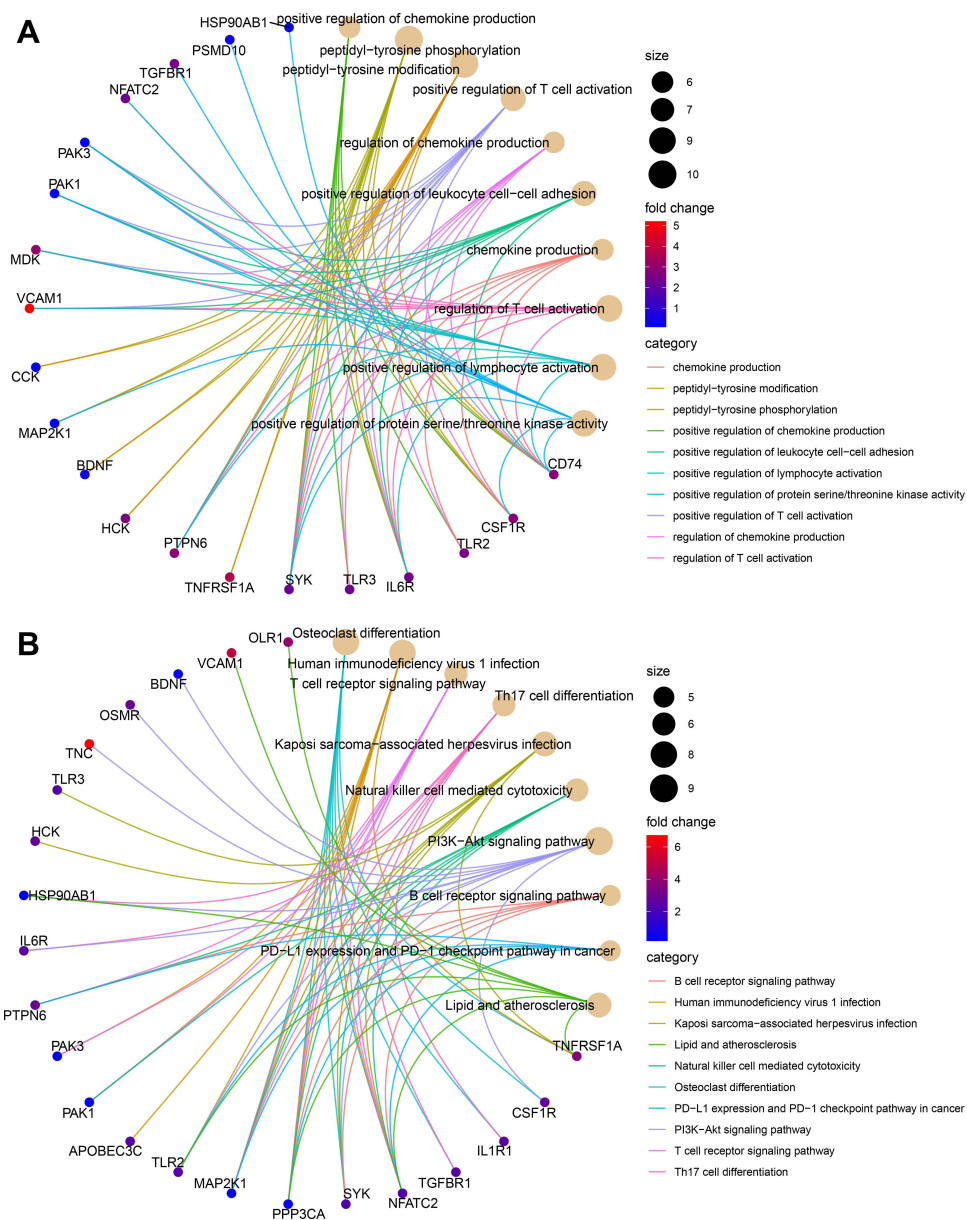 A
HSP90AB1
positive regulation of chemokine production
PSMD10
peptidyl−tyrosine phosphorylation
TGFBR1
peptidyl−tyrosine modification
NFATC2
positive regulation of T cell activation
PAK3
regulation of chemokine production
PAK1
positive regulation of leukocyte cell−cell adhesion
MDK
chemokine production
VCAM1
regulation of T cell activation
CCK
positive regulation of lymphocyte activation
MAP2K1
positive regulation of protein serine/threonine kinase activity
BDNF
CD74
HCK
CSF1R
PTPN6
TLR2
TNFRSF1A
SYK
TLR3
IL6R
size
6
7
9
10
fold change
5
4
3
2
1
category
chemokine production
peptidyl−tyrosine modification
peptidyl−tyrosine phosphorylation
positive regulation of chemokine production
positive regulation of leukocyte cell−cell adhesion
positive regulation of lymphocyte activation
positive regulation of protein serine/threonine kinase activity
positive regulation of T cell activation
regulation of chemokine production
regulation of T cell activation
B
OLR1
Osteoclast differentiation
VCAM1
Human immunodeficiency virus 1 infection
BDNF
T cell receptor signaling pathway
OSMR
Th17 cell differentiation
TNC
Kaposi sarcoma−associated herpesvirus infection
TLR3
Natural killer cell mediated cytotoxicity
HCK
PI3K−Akt signaling pathway
HSP90AB1
B cell receptor signaling pathway
IL6R
PD−L1 expression and PD−1 checkpoint pathway in cancer
PTPN6
Lipid and atherosclerosis
PAK3
TNFRSF1A
PAK1
CSF1R
APOBEC3C
IL1R1
TLR2
TGFBR1
MAP2K1
NFATC2
PPP3CA
SYK
size
5
6
8
9
fold change
6
4
2
category
B cell receptor signaling pathway
Human immunodeficiency virus 1 infection
Kaposi sarcoma−associated herpesvirus infection
Lipid and atherosclerosis
Natural killer cell mediated cytotoxicity
Osteoclast differentiation
PD−L1 expression and PD−1 checkpoint pathway in cancer
PI3K−Akt signaling pathway
T cell receptor signaling pathway
Th17 cell differentiation